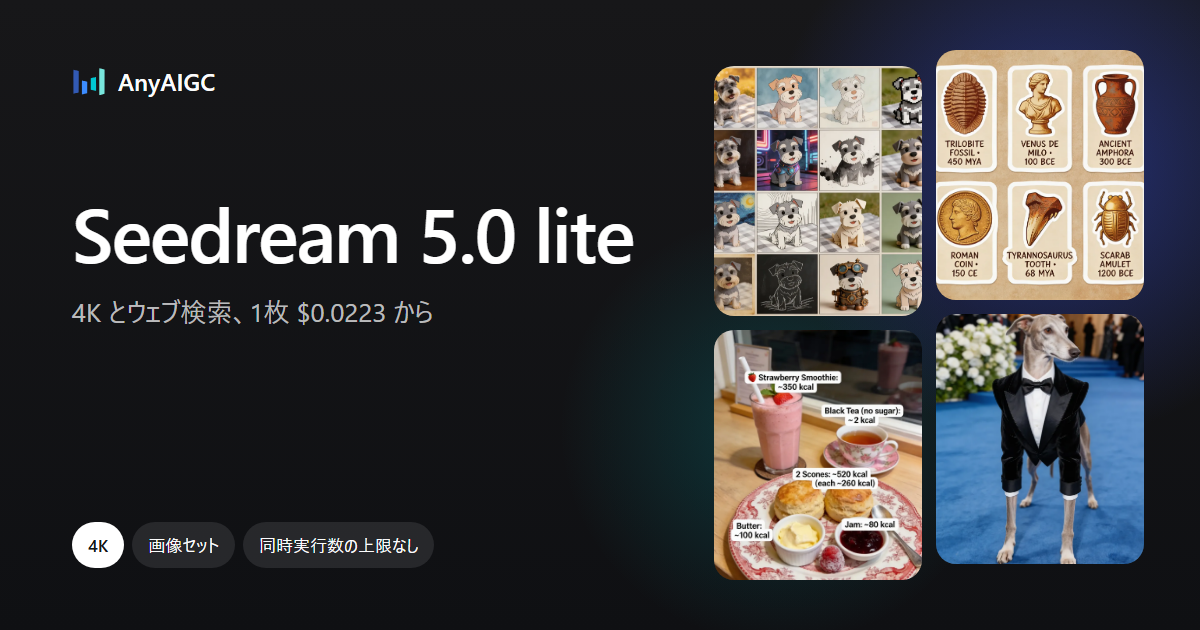 AnyAIGC
Seedream 5.0 lite
4K とウェブ検索、1枚 $0.0223 から
4K
画像セット
同時実行数の上限なし
TRILOBITE
FOSSIL •
450 MYA
VENUS DE
MILO •
100 BCE
ANCIENT
AMPHORA
300 BCE
ROMAN
COIN •
150 CE
TYRANNOSAURUS
TOOTH •
68 MYA
SCARAB
AMULET
1200 BCE
🍓 Strawberry Smoothie:
~350 kcal
Black Tea (no sugar):
~2 kcal
2 Scones: ~520 kcal
(each ~260 kcal)
Butter:
~100 kcal
Jam: ~80 kcal